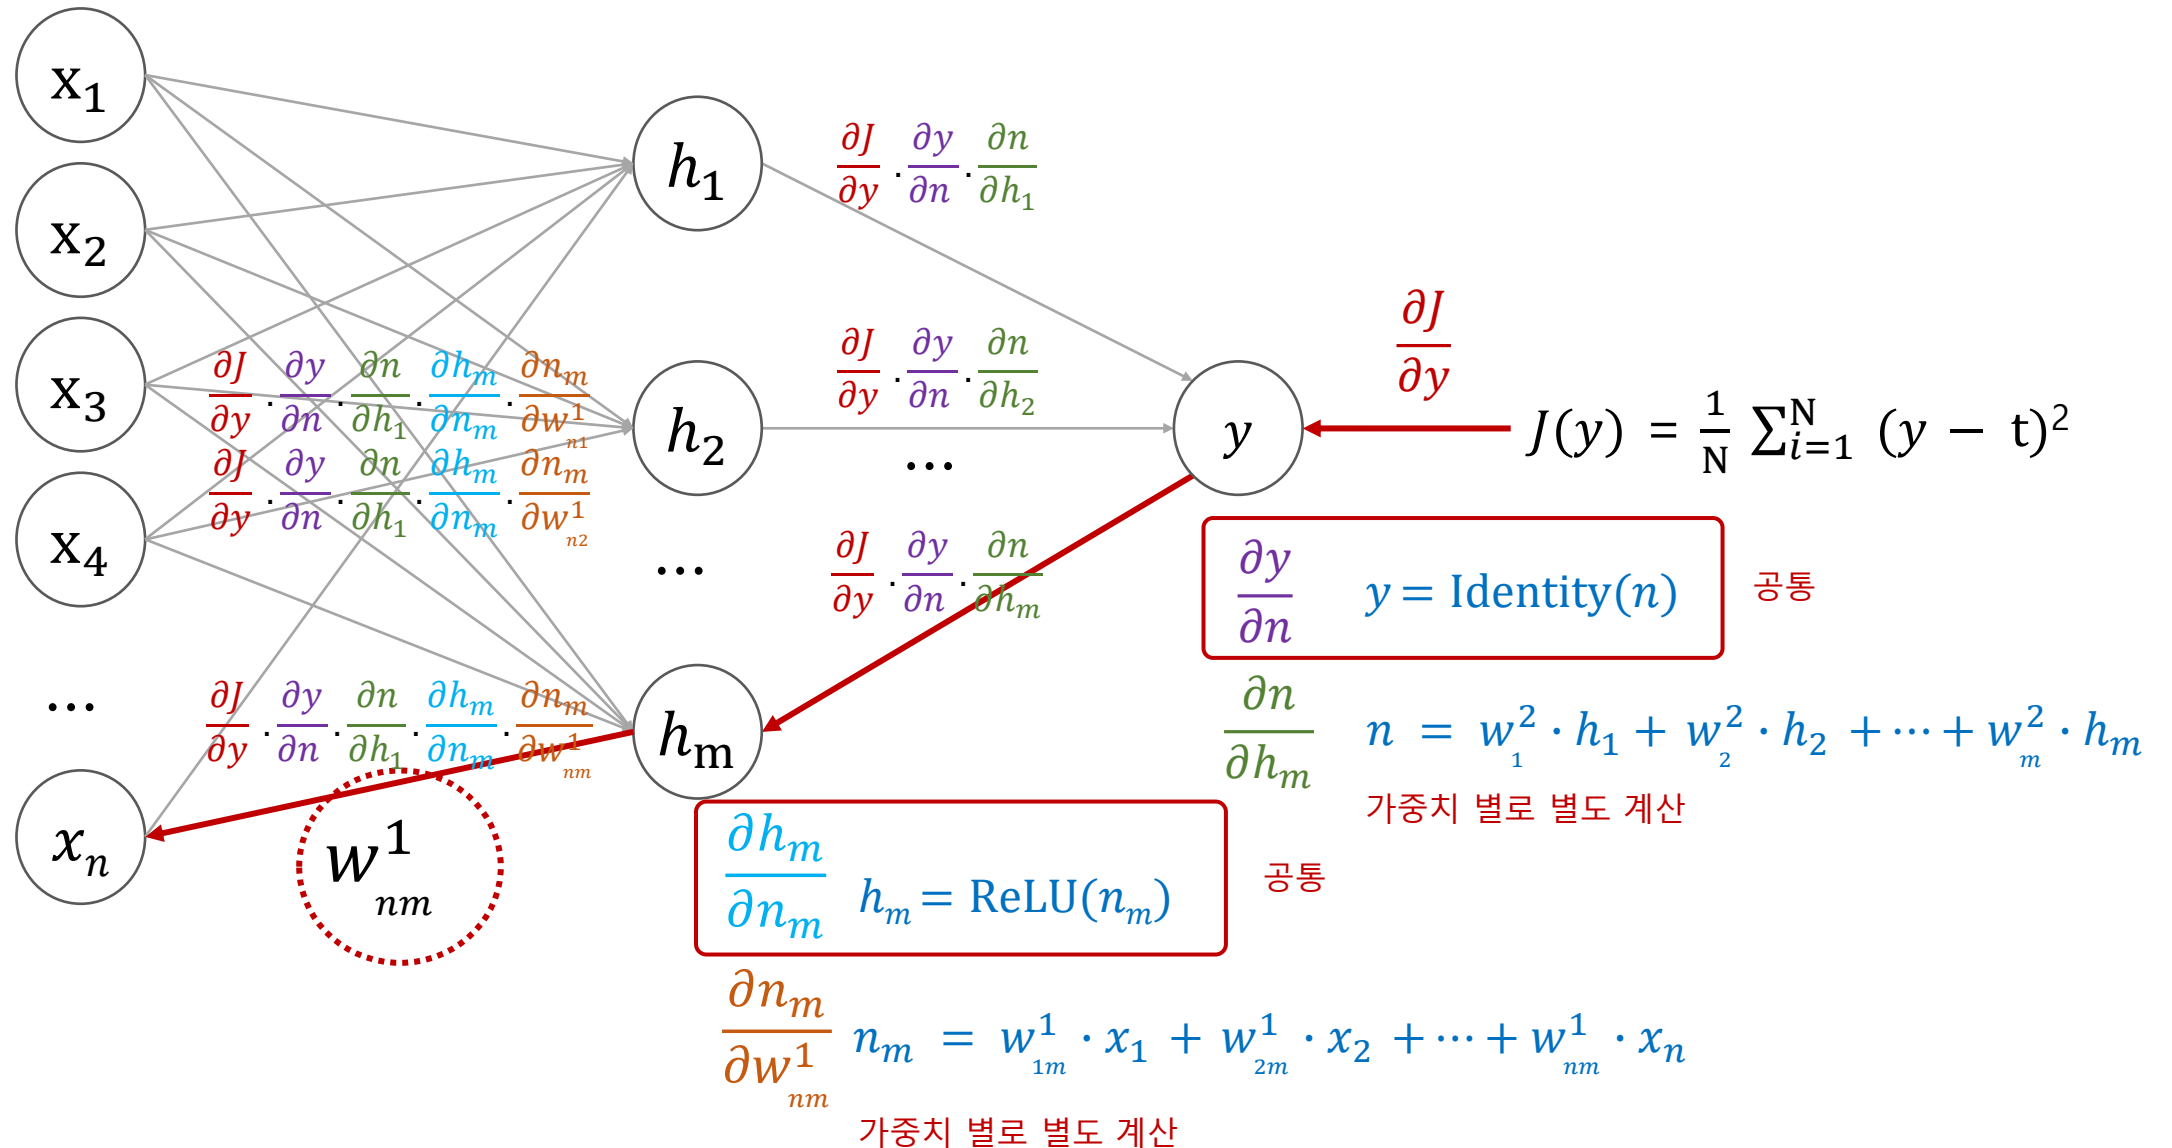 x₁
x₂
x₃
x₄
...
xₙ
h₁
h₂
...
hₘ
∂J/∂y . ∂y/∂n . ∂n/∂h₁
∂J/∂y . ∂y/∂n . ∂n/∂h₂
...
∂J/∂y . ∂y/∂n . ∂n/∂hₘ
∂J/∂y . ∂y/∂n . ∂n/∂h₁ . ∂hₘ/∂nₘ . ∂nₘ/∂w¹ₙ₁
∂J/∂y . ∂y/∂n . ∂n/∂h₁ . ∂hₘ/∂nₘ . ∂nₘ/∂w¹ₙ₂
∂J/∂y . ∂y/∂n . ∂n/∂h₁ . ∂hₘ/∂nₘ . ∂nₘ/∂w¹ₙₘ
w¹ₙₘ
y
∂J/∂y
J(y) = 1/N ∑ᵢ₌₁ᴺ (y − t)²
∂y/∂n y = Identity(n) 공통
∂n/∂hₘ n = w²₁ · h₁ + w²₂ · h₂ + ⋯ + w²ₘ · hₘ
가중치 별로 별도 계산
∂hₘ/∂nₘ hₘ = ReLU(nₘ) 공통
∂nₘ/∂w¹ₙₘ nₘ = w¹₁ₘ · x₁ + w¹₂ₘ · x₂ + ⋯ + w¹ₙₘ · xₙ
가중치 별로 별도 계산